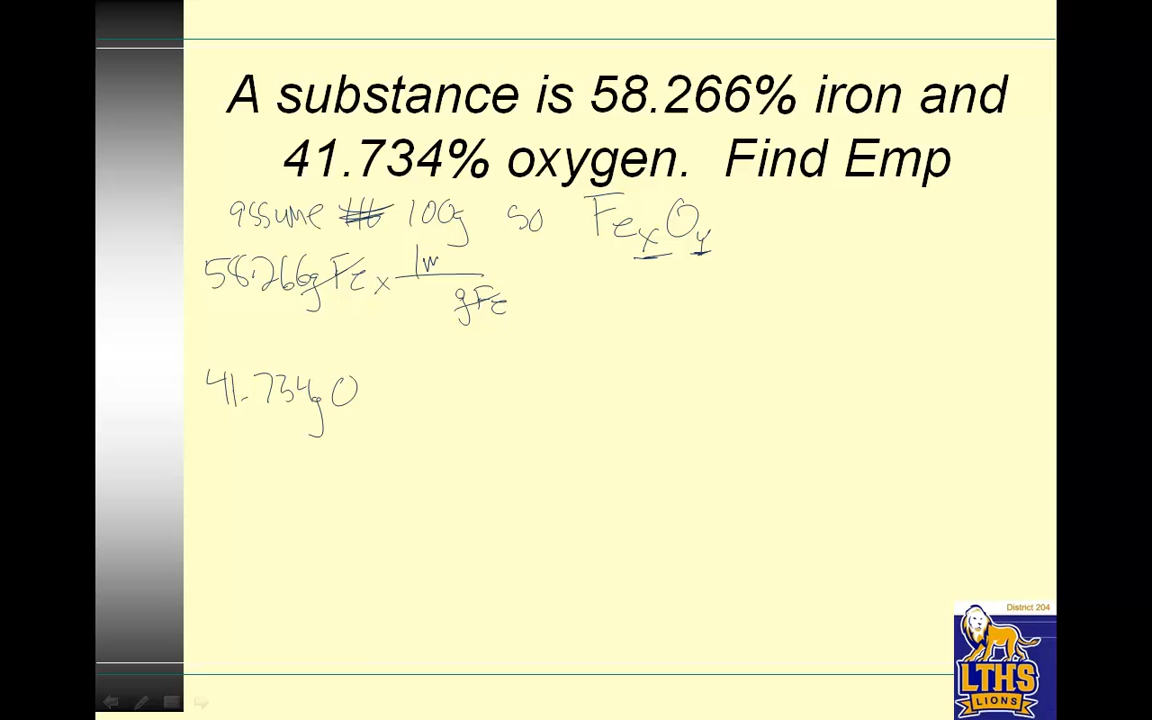 A substance is 58.266% iron and
41.734% oxygen. Find Emp
assume 100g so FexOy
58.266g Fe x 1m
gFe
41.734g O
District 204
LTHS
LIONS